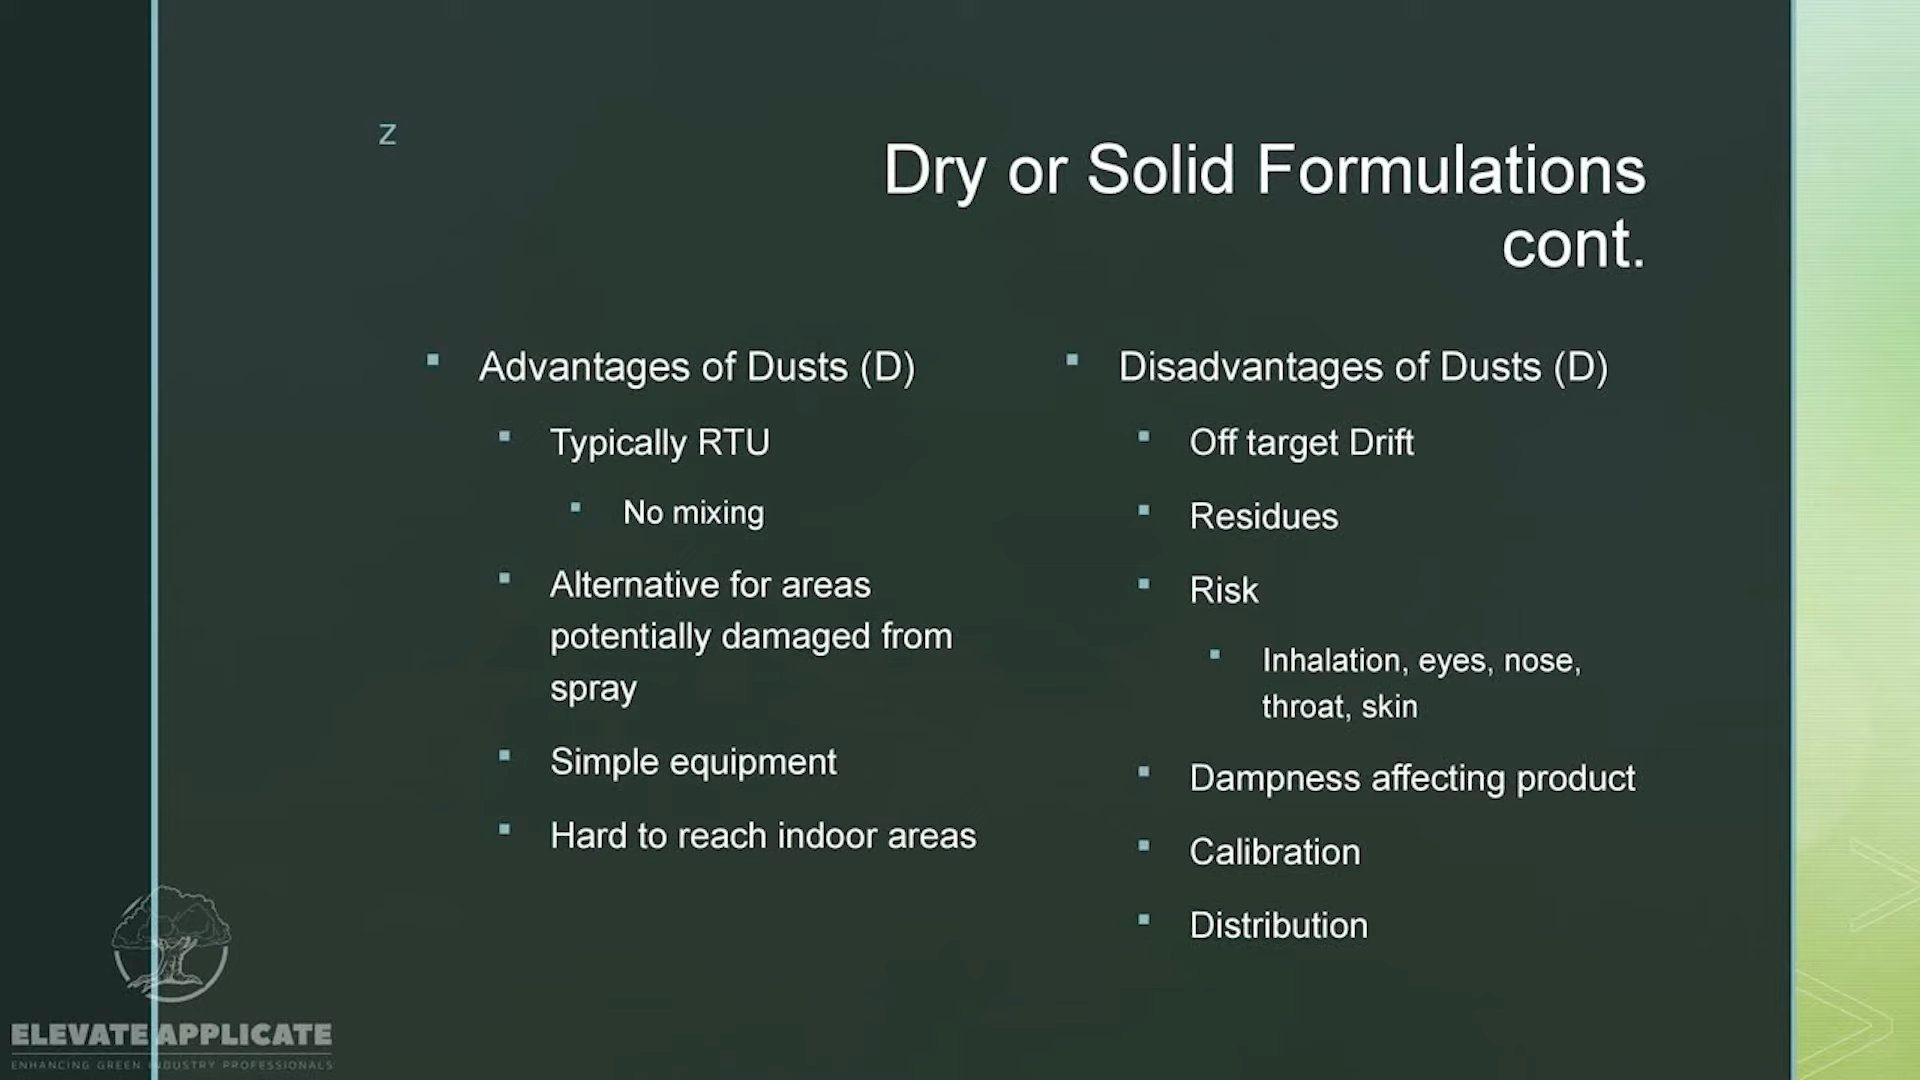 z
Dry or Solid Formulations
cont.
Advantages of Dusts (D)
Typically RTU
No mixing
Alternative for areas
potentially damaged from
spray
Simple equipment
Hard to reach indoor areas
Disadvantages of Dusts (D)
Off target Drift
Residues
Risk
Inhalation, eyes, nose,
throat, skin
Dampness affecting product
Calibration
Distribution
ELEVATE APPLICATE
ENHANCING GREEN INDUSTRY PROFESSIONALS